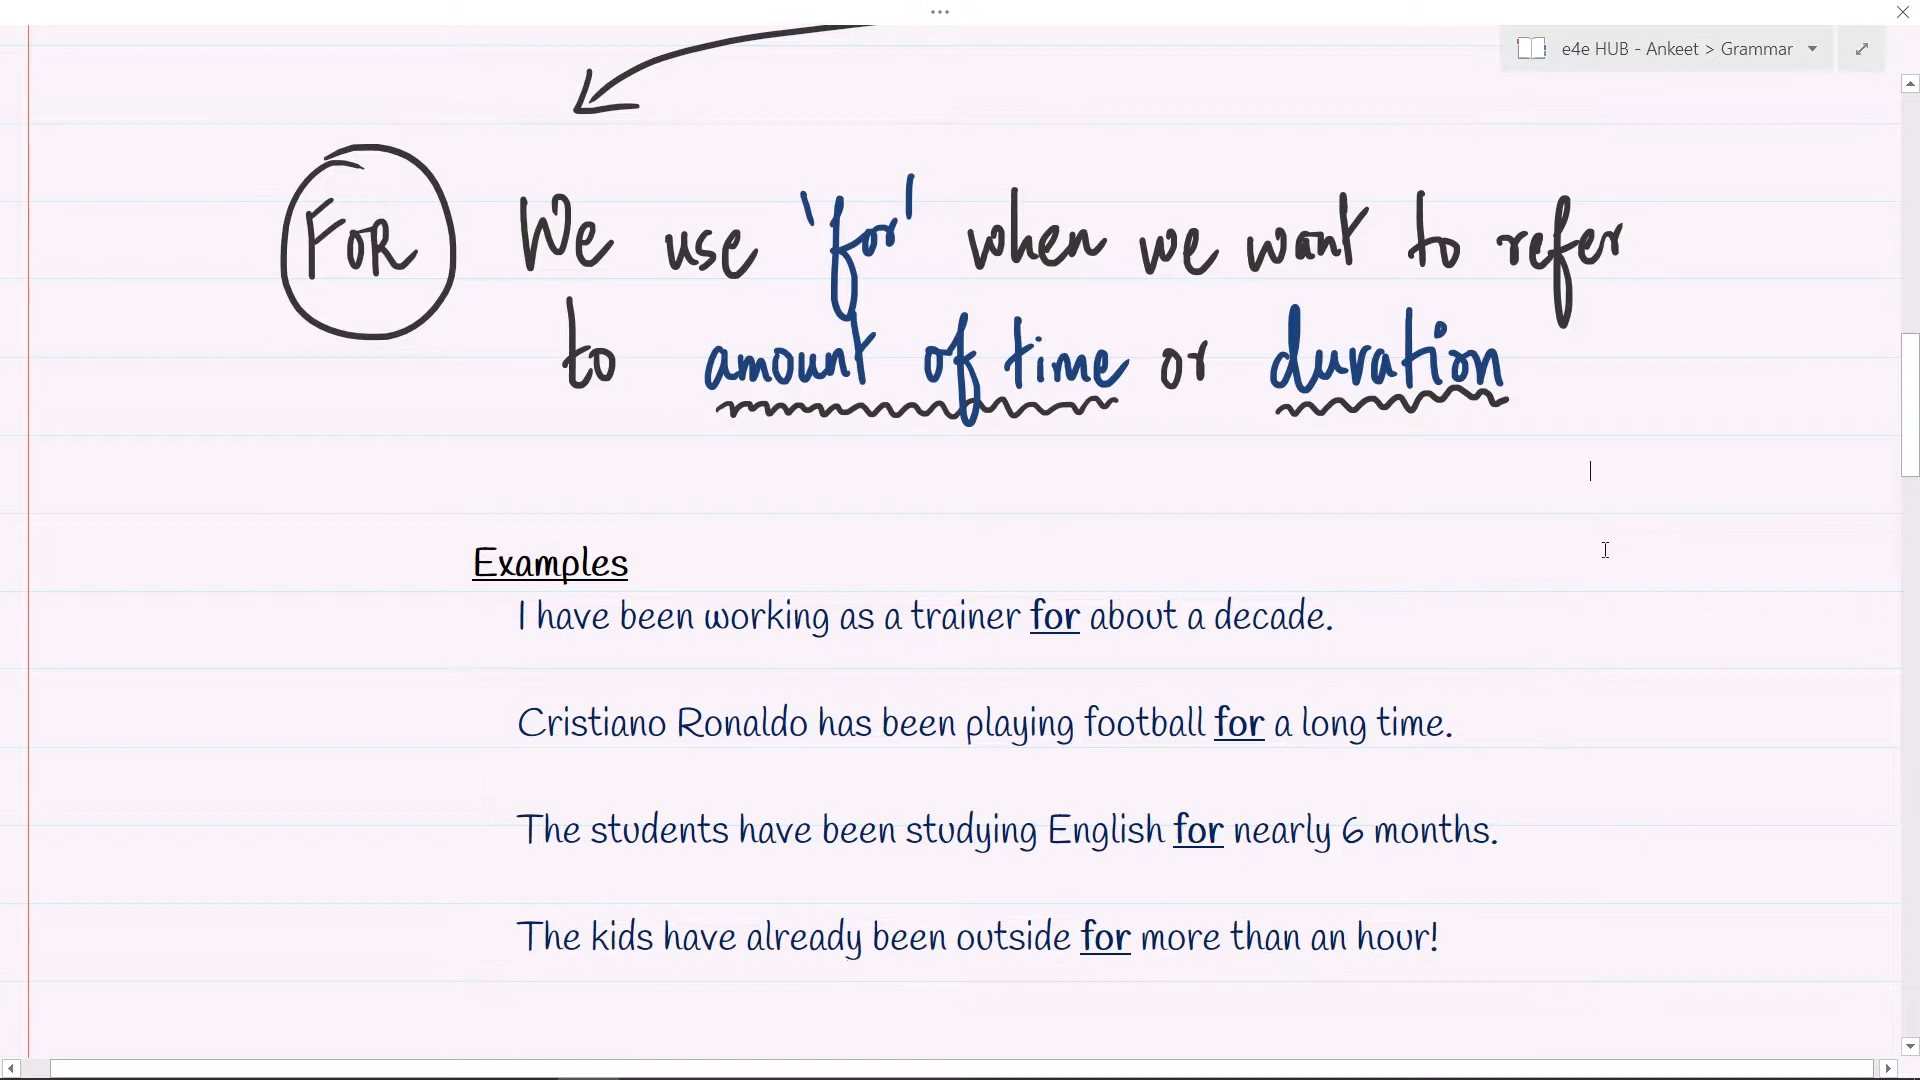 e4e HUB - Ankeet > Grammar
FOR We use 'for' when we want to refer
to amount of time or duration
Examples
I have been working as a trainer for about a decade.
Cristiano Ronaldo has been playing football for a long time.
The students have been studying English for nearly 6 months.
The kids have already been outside for more than an hour!